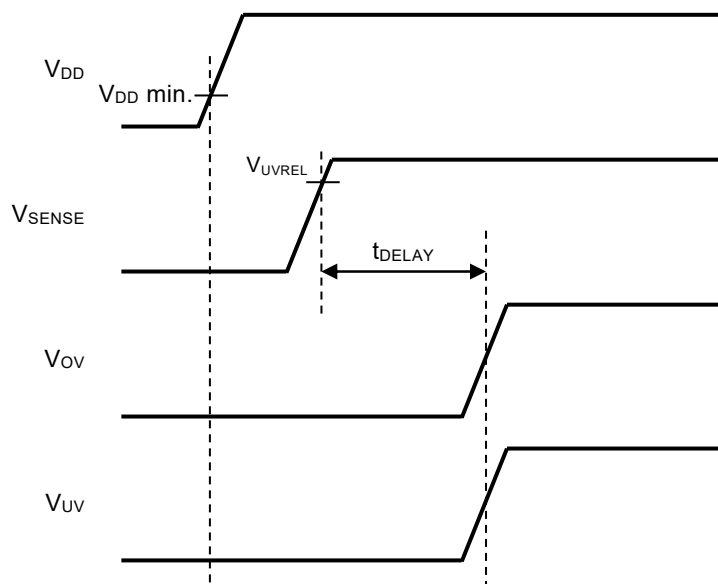 VDD
VDD min.
VUVREL
VSENSE
tDELAY
VOV
VUV